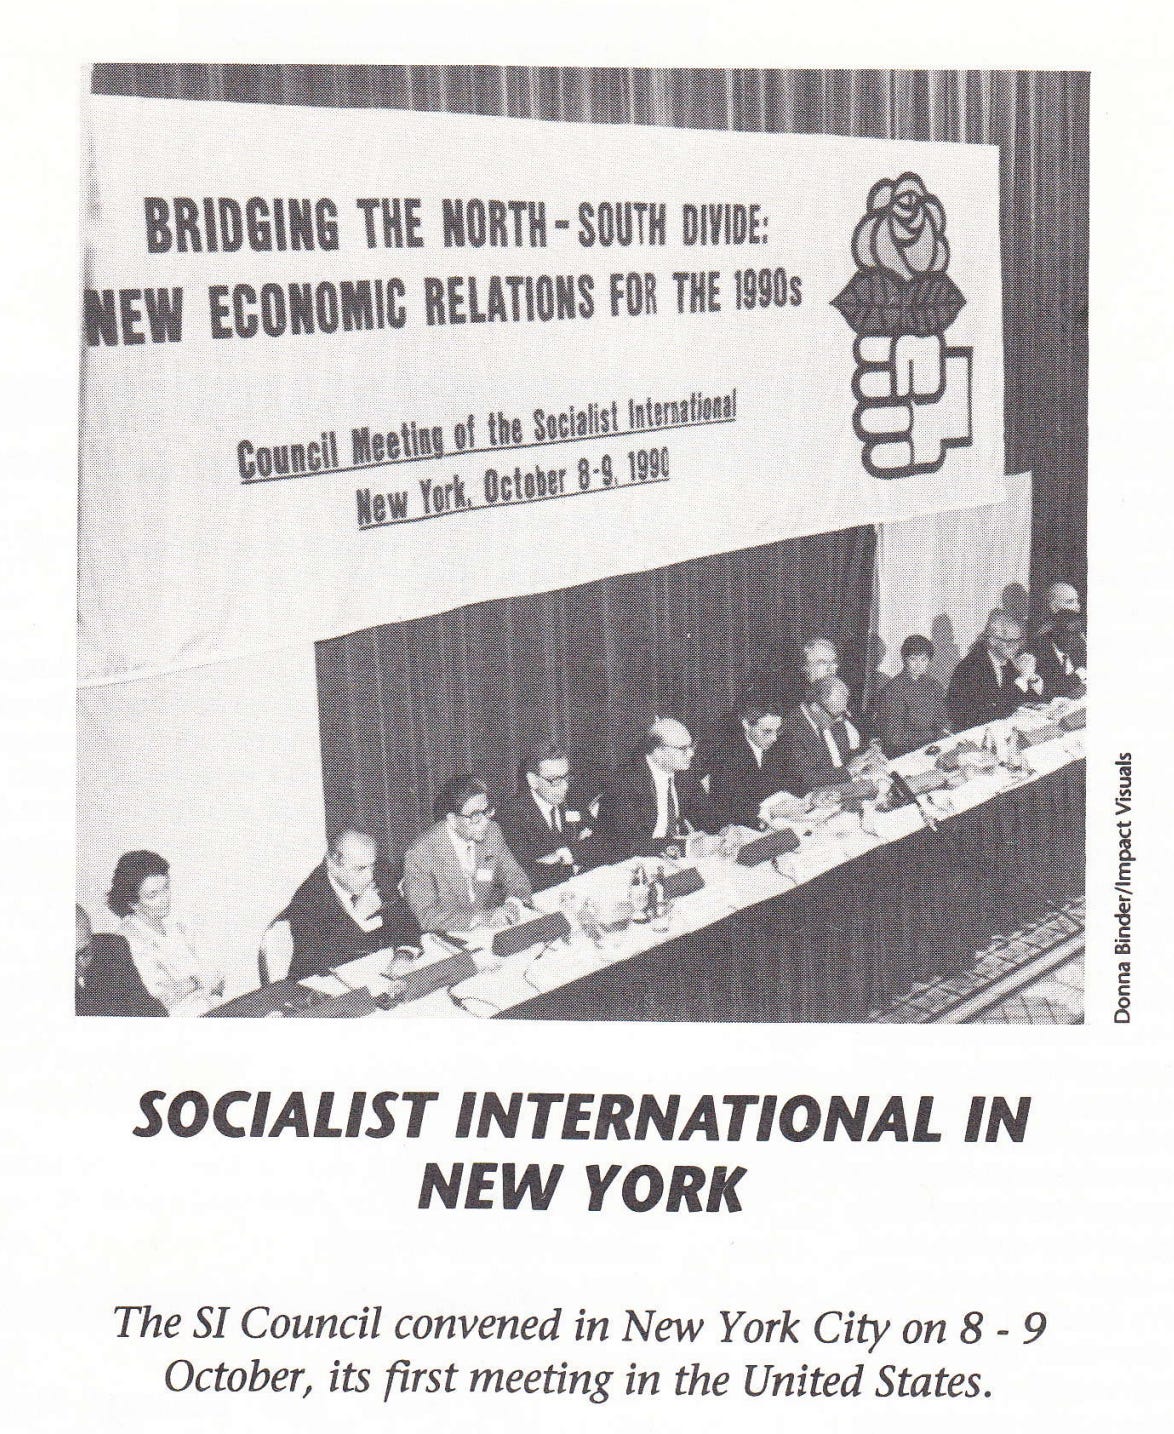 BRIDGING THE NORTH - SOUTH DIVIDE:
NEW ECONOMIC RELATIONS FOR THE 1990s
Council Meeting of the Socialist International
New York, October 8-9, 1990
Donna Binder/Impact Visuals
SOCIALIST INTERNATIONAL IN
NEW YORK
The SI Council convened in New York City on 8 - 9
October, its first meeting in the United States.